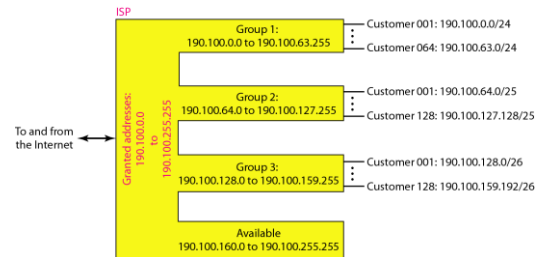 ISP
Group 1:
190.100.0.0 to 190.100.63.255
Customer 001: 190.100.0.0/24
Customer 064: 190.100.63.0/24
Group 2:
190.100.64.0 to 190.100.127.255
Customer 001: 190.100.64.0/25
Customer 128: 190.100.127.128/25
To and from
the Internet
Granted addresses:
190.100.0.0
to
190.100.255.255
Group 3:
190.100.128.0 to 190.100.159.255
Customer 001: 190.100.128.0/26
Customer 128: 190.100.159.192/26
Available
190.100.160.0 to 190.100.255.255